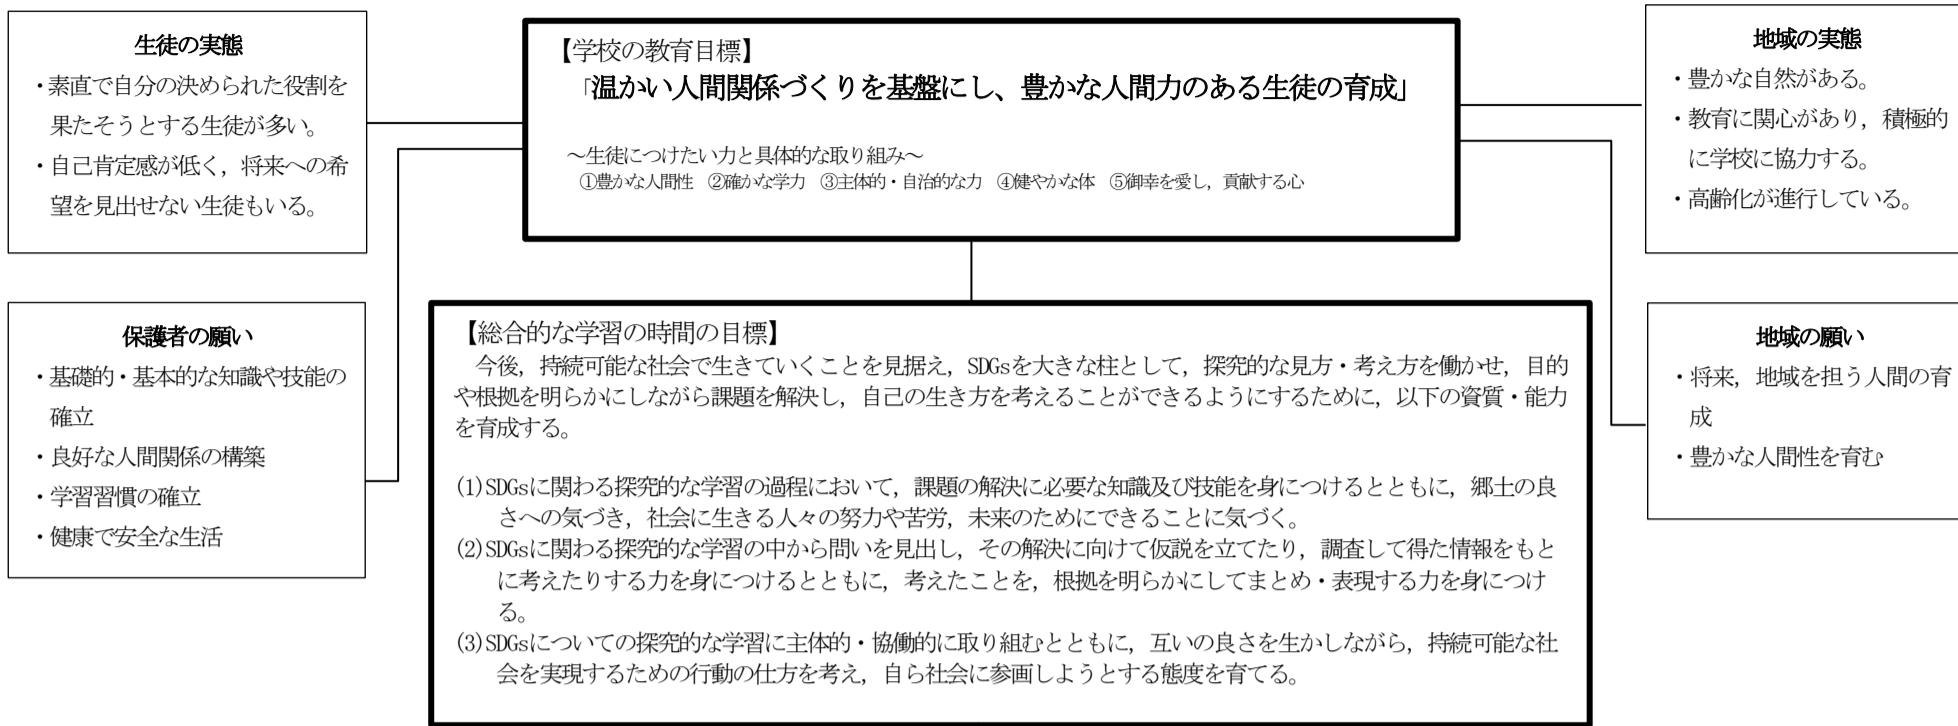 生徒の実態
・素直で自分の決められた役割を
果たそうとする生徒が多い。
・自己肯定感が低く，将来への希
望を見出せない生徒もいる。
【学校の教育目標】
「温かい人間関係づくりを基盤にし、豊かな人間力のある生徒の育成」
～生徒につけたい力と具体的な取り組み～
①豊かな人間性 ②確かな学力 ③主体的・自治的な力 ④健やかな体 ⑤御幸を愛し，貢献する心
地域の実態
・豊かな自然がある。
・教育に関心があり，積極的
に学校に協力する。
・高齢化が進行している。
保護者の願い
・基礎的・基本的な知識や技能の
確立
・良好な人間関係の構築
・学習習慣の確立
・健康で安全な生活
【総合的な学習の時間の目標】
今後，持続可能な社会で生きていくことを見据え，SDGsを大きな柱として，探究的な見方・考え方を働かせ，目的
や根拠を明らかにしながら課題を解決し，自己の生き方を考えることができるようにするために，以下の資質・能力
を育成する。
(1)SDGsに関わる探究的な学習の過程において，課題の解決に必要な知識及び技能を身につけるとともに，郷土の良
さへの気づき，社会に生きる人々の努力や苦労，未来のためにできることに気づく。
(2)SDGsに関わる探究的な学習の中から問いを見出し，その解決に向けて仮説を立てたり，調査して得た情報をもと
に考えたりする力を身につけるとともに，考えたことを，根拠を明らかにしてまとめ・表現する力を身につけ
る。
(3)SDGsについての探究的な学習に主体的・協働的に取り組むとともに，互いの良さを生かしながら，持続可能な社
会を実現するための行動の仕方を考え，自ら社会に参画しようとする態度を育てる。
地域の願い
・将来，地域を担う人間の育
成
・豊かな人間性を育む